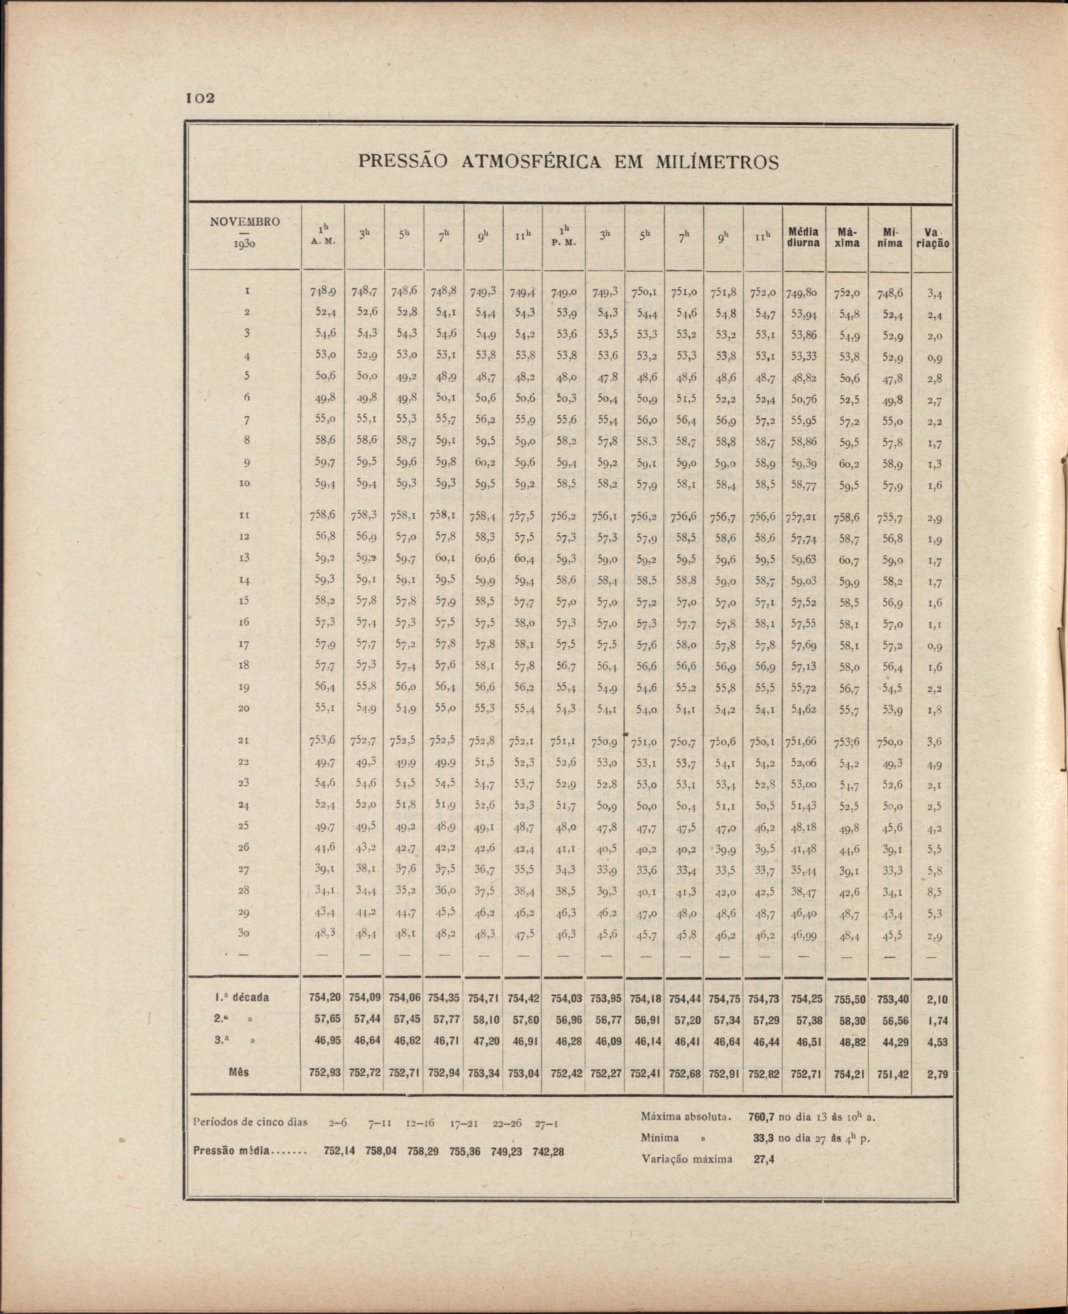 102
PRESSÃO ATMOSFÉRICA EM MILÍMETROS
NOVEMBRO — 1930 1h A. M. 3h 5h 7h 9h 11h 1h P. M. 3h 5h 7h 9h 11h Média diurna Má-xima Mí-nima Variação
1 748,9 748,7 748,6 748,8 749,3 749,4 749,0 749,3 750,1 751,0 751,8 752,0 749,80 752,0 748,6 3,4
2 52,4 52,6 52,8 54,1 54,4 54,3 53,9 54,3 54,4 54,6 54,8 54,7 53,94 54,8 52,4 2,4
3 54,6 54,3 54,3 54,6 54,9 54,2 53,6 53,5 53,3 53,2 53,2 53,1 53,86 54,9 52,9 2,0
4 53,0 52,9 53,0 53,1 53,8 53,8 53,8 53,6 53,2 53,3 53,8 53,1 53,33 53,8 52,9 0,9
5 50,6 50,0 49,2 48,9 48,7 48,2 48,0 47,8 48,6 48,6 48,6 48,7 48,82 50,6 47,8 2,8
6 49,8 49,8 49,8 50,1 50,6 50,6 50,3 50,4 50,9 51,5 52,2 52,4 50,76 52,5 49,8 2,7
7 55,0 55,1 55,3 55,7 56,2 55,9 55,6 55,4 56,0 56,4 56,9 57,2 55,95 57,2 55,0 2,2
8 58,6 58,6 58,7 59,1 59,5 59,0 58,2 57,8 58,3 58,7 58,8 58,7 58,86 59,5 57,8 1,7
9 59,7 59,5 59,6 59,8 60,2 59,6 59,4 59,2 59,1 59,0 59,0 58,9 59,39 60,2 58,9 1,3
10 59,4 59,4 59,3 59,3 59,5 59,2 58,5 58,2 57,9 58,1 58,4 58,5 58,77 59,5 57,9 1,6
11 758,6 758,3 758,1 758,1 758,4 757,5 756,2 756,1 756,2 756,6 756,7 756,6 757,21 758,6 755,7 2,9
12 56,8 56,9 57,0 57,8 58,3 57,5 57,3 57,3 57,9 58,5 58,6 58,6 57,74 58,7 56,8 1,9
13 59,2 59,2 59,7 60,1 60,6 60,4 59,3 59,0 59,2 59,5 59,6 59,5 59,63 60,7 59,0 1,7
14 59,3 59,1 59,1 59,5 59,9 59,4 58,6 58,4 58,5 58,8 59,0 58,7 59,03 59,9 58,2 1,7
15 58,2 57,8 57,8 57,9 58,5 57,7 57,0 57,0 57,2 57,0 57,0 57,1 57,52 58,5 56,9 1,6
16 57,3 57,4 57,3 57,5 57,5 58,0 57,3 57,0 57,3 57,7 57,8 58,1 57,55 58,1 57,0 1,1
17 57,9 57,7 57,2 57,8 57,8 58,1 57,5 57,5 57,6 58,0 57,8 57,8 57,69 58,1 57,2 0,9
18 57,7 57,3 57,4 57,6 58,1 57,8 56,7 56,4 56,6 56,6 56,9 56,9 57,13 58,0 56,4 1,6
19 56,4 55,8 56,0 56,4 56,6 56,2 55,4 54,9 54,6 55,2 55,8 55,5 55,72 56,7 54,5 2,2
20 55,1 54,9 54,9 55,0 55,3 55,4 54,3 54,1 54,0 54,1 54,2 54,1 54,62 55,7 53,9 1,8
21 753,6 752,7 752,5 752,5 752,8 752,1 751,1 750,9 751,0 750,7 750,6 750,1 751,66 753,6 750,0 3,6
22 49,7 49,3 49,9 49,9 51,5 52,3 52,6 53,0 53,1 53,7 54,1 54,2 52,06 54,2 49,3 4,9
23 54,6 54,6 54,5 54,5 54,7 53,7 52,9 52,8 53,0 53,1 53,4 52,8 53,00 54,7 52,6 2,1
24 52,4 52,0 51,8 51,9 52,6 52,3 51,7 50,9 50,0 50,4 51,1 50,5 51,43 52,5 50,0 2,5
25 49,7 49,5 49,2 48,9 49,1 48,7 48,0 47,8 47,7 47,5 47,0 46,2 48,18 49,8 45,6 4,2
26 44,6 43,2 42,7 42,2 42,6 42,4 41,1 40,5 40,2 40,2 39,9 39,5 41,48 44,6 39,1 5,5
27 39,1 38,1 37,6 37,5 36,7 35,5 34,3 33,9 33,6 33,4 33,5 33,7 35,44 39,1 33,3 5,8
28 34,1 34,4 35,2 36,0 37,5 38,4 38,5 39,3 40,1 41,3 42,0 42,5 38,47 42,6 34,1 8,5
29 43,4 44,2 44,7 45,5 46,2 46,2 46,3 46,2 47,0 48,0 48,6 48,7 46,40 48,7 43,4 5,3
30 48,3 48,4 48,1 48,2 48,3 47,5 46,3 45,6 45,7 45,8 46,2 46,2 46,99 48,4 45,5 2,9
— — — — — — — — — — — — — — — — —
1.ª década 754,20 754,09 754,06 754,35 754,71 754,42 754,03 753,95 754,18 754,44 754,75 754,73 754,25 755,50 753,40 2,10
2.ª » 57,65 57,44 57,45 57,77 58,10 57,80 56,96 56,77 56,91 57,20 57,34 57,29 57,38 58,30 56,56 1,74
3.ª » 46,95 46,64 46,62 46,71 47,20 46,91 46,28 46,09 46,14 46,41 46,64 46,44 46,51 48,82 44,29 4,53
Mês 752,93 752,72 752,71 752,94 753,34 753,04 752,42 752,27 752,41 752,68 752,91 752,82 752,71 754,21 751,42 2,79
Períodos de cinco dias 2–6 7–11 12–16 17–21 22–26 27–1
Pressão média....... 752,14 758,04 758,29 755,36 749,23 742,28
Máxima absoluta. 760,7 no dia 13 ás 10h a.
Mínima » 33,3 no dia 27 ás 4h p.
Variação máxima 27,4